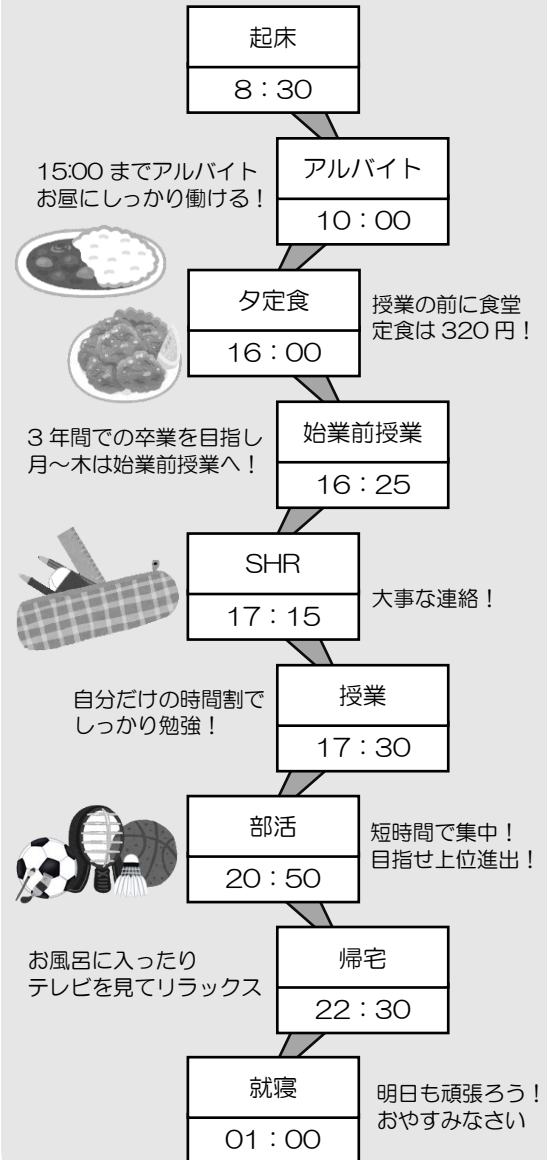 起床
8：30
15:00 までアルバイト
お昼にしっかり働ける！
アルバイト
10：00
夕定食
16：00
授業の前に食堂
定食は 320 円！
3 年間での卒業を目指し
月～木は始業前授業へ！
始業前授業
16：25
SHR
17：15
大事な連絡！
自分だけの時間割で
しっかり勉強！
授業
17：30
部活
20：50
短時間で集中！
目指せ上位進出！
お風呂に入ったり
テレビを見てリラックス
帰宅
22：30
就寝
01：00
明日も頑張ろう！
おやすみなさい